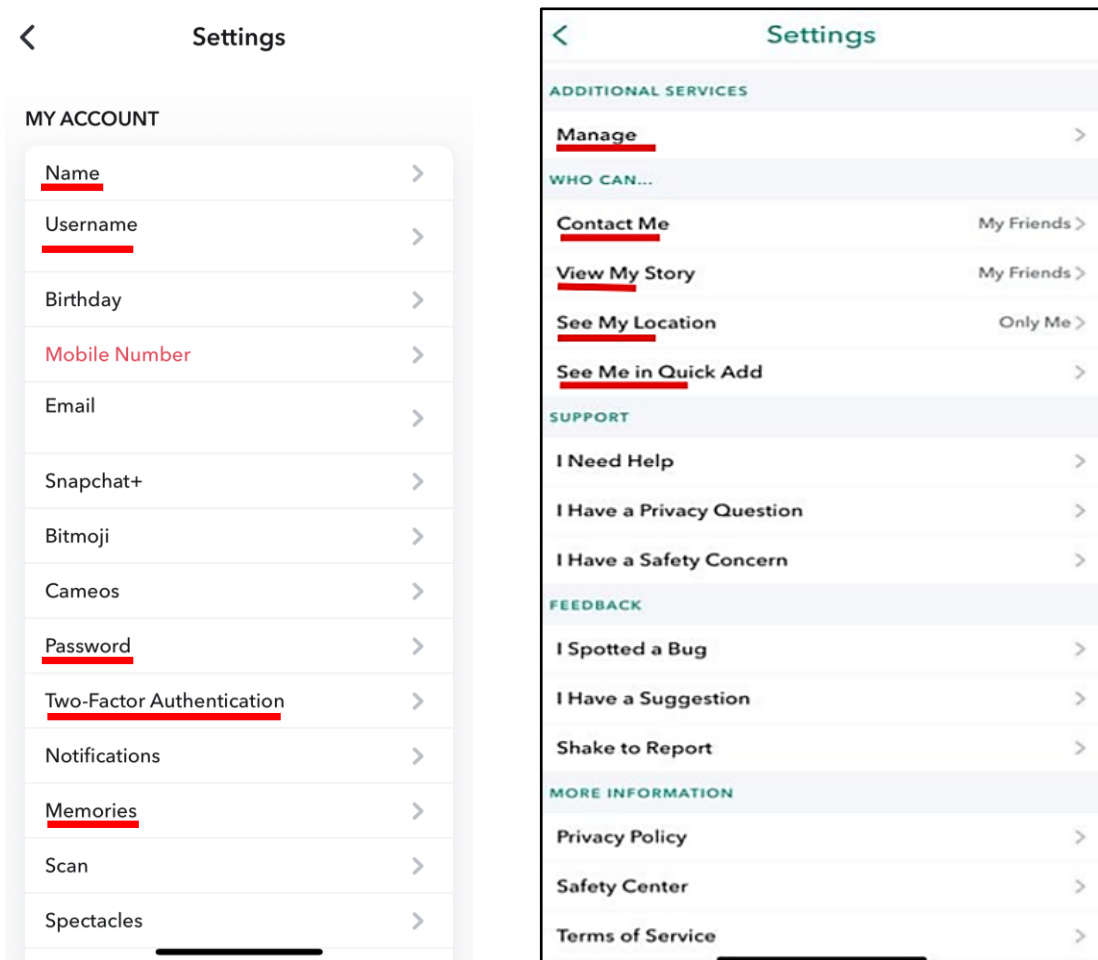 Settings
MY ACCOUNT
Name
Username
Birthday
Mobile Number
Email
Snapchat+
Bitmoji
Cameos
Password
Two-Factor Authentication
Notifications
Memories
Scan
Spectacles
Settings
ADDITIONAL SERVICES
Manage
WHO CAN...
Contact Me My Friends
View My Story My Friends
See My Location Only Me
See Me in Quick Add
SUPPORT
I Need Help
I Have a Privacy Question
I Have a Safety Concern
FEEDBACK
I Spotted a Bug
I Have a Suggestion
Shake to Report
MORE INFORMATION
Privacy Policy
Safety Center
Terms of Service